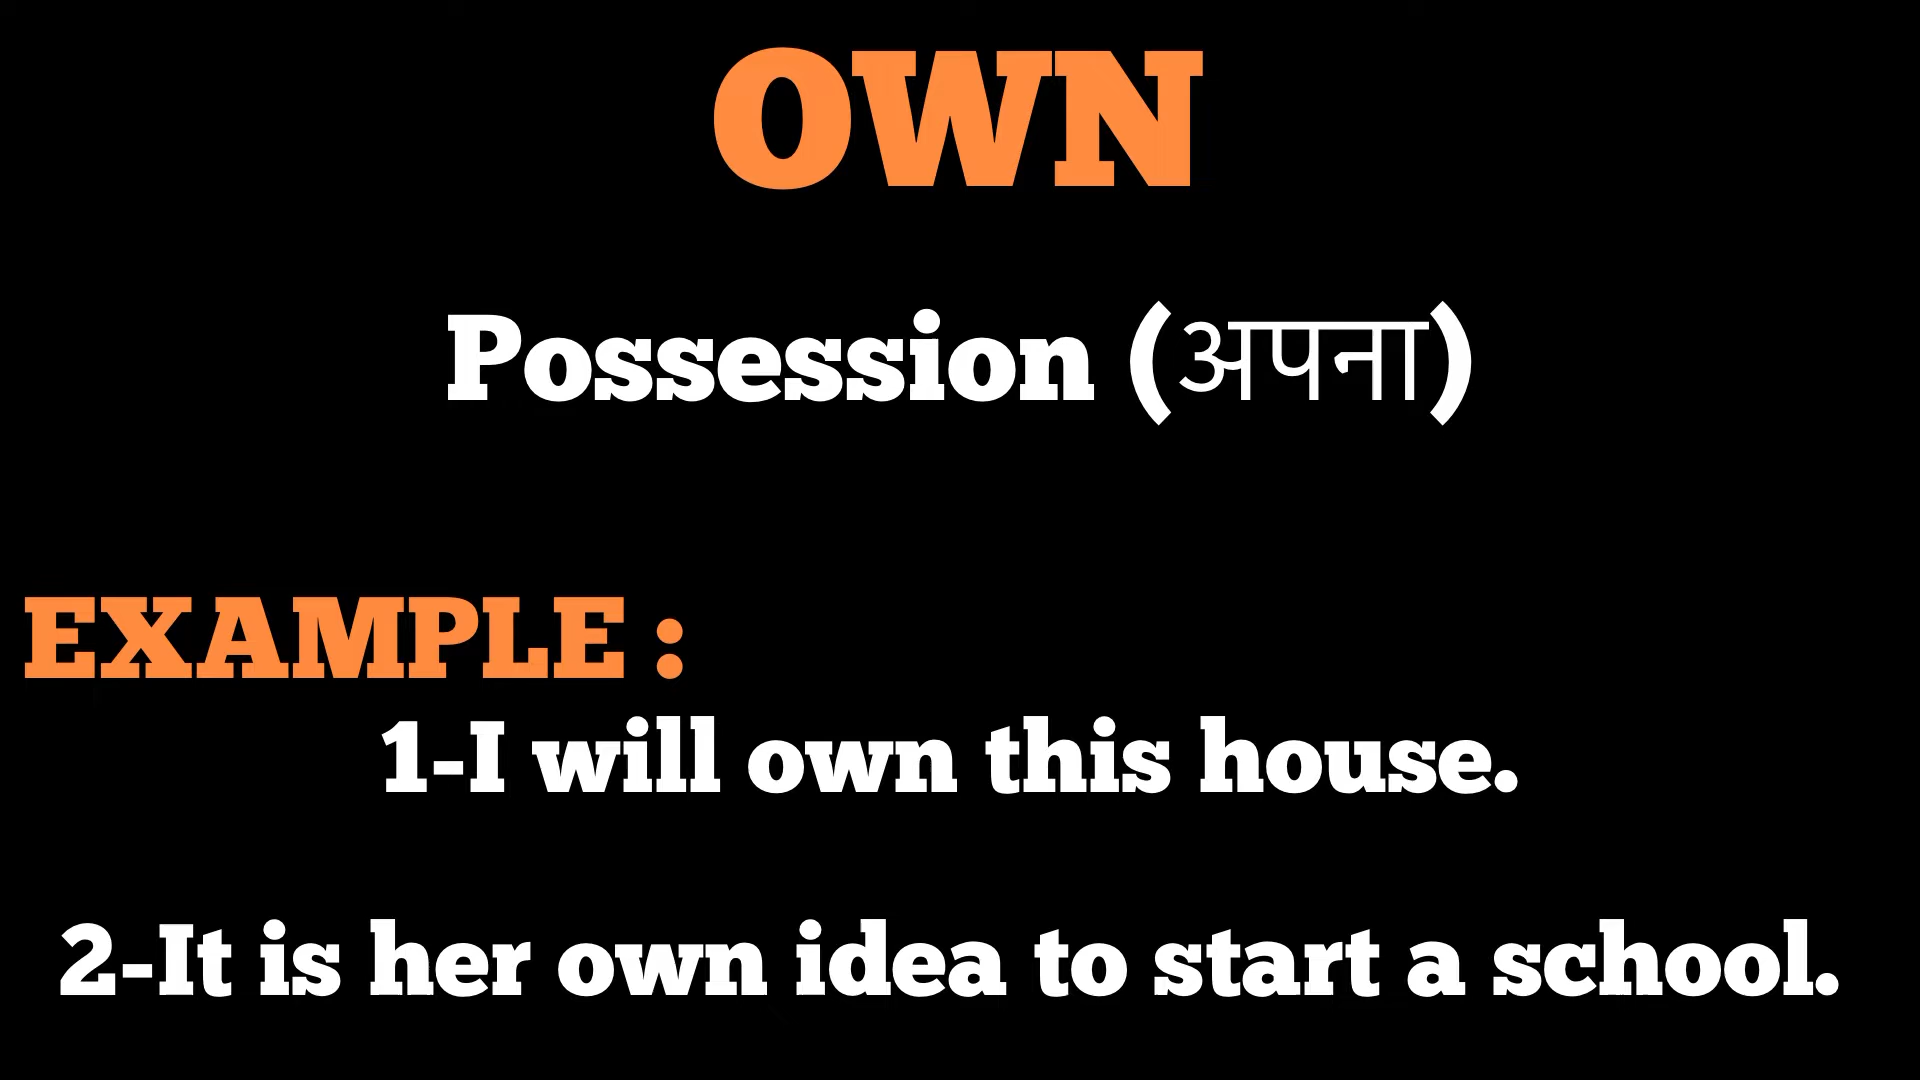 OWN
Possession (अपना)
EXAMPLE :
1-I will own this house.
2-It is her own idea to start a school.